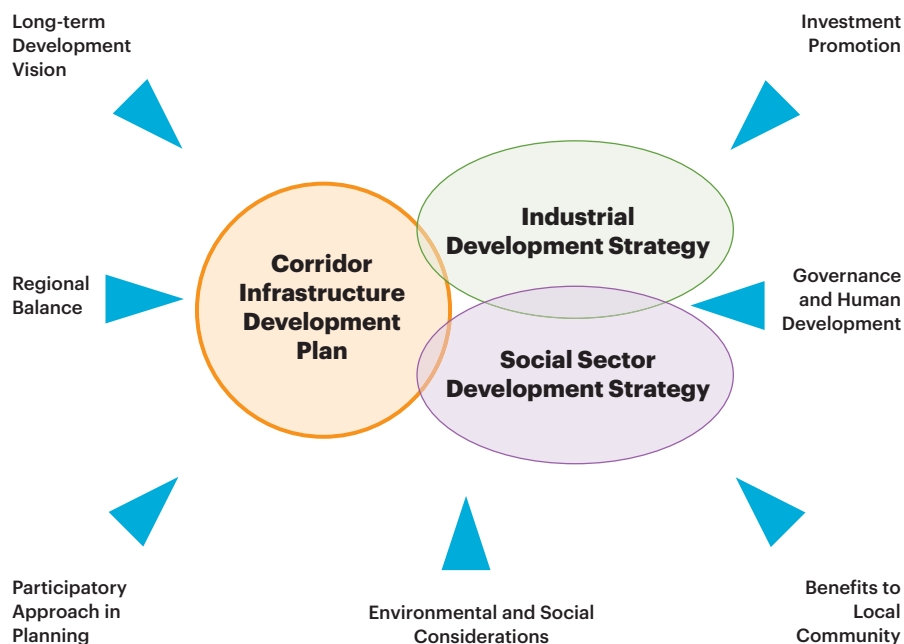 Long-term
Development
Vision
Investment
Promotion
Industrial
Development Strategy
Corridor
Infrastructure
Development
Plan
Regional
Balance
Governance
and Human
Development
Social Sector
Development Strategy
Participatory
Approach in
Planning
Environmental and Social
Considerations
Benefits to
Local
Community